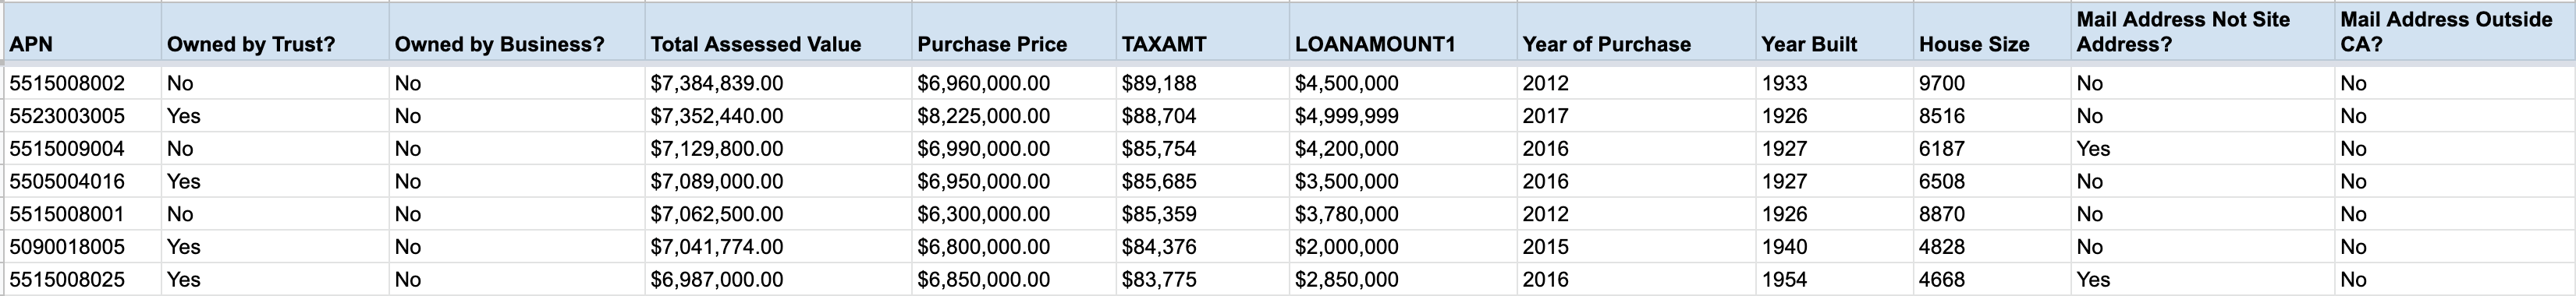 APN Owned by Trust? Owned by Business? Total Assessed Value Purchase Price TAXAMT LOANAMOUNT1 Year of Purchase Year Built House Size Mail Address Not Site Address? Mail Address Outside CA?
5515008002 No No $7,384,839.00 $6,960,000.00 $89,188 $4,500,000 2012 1933 9700 No No
5523003005 Yes No $7,352,440.00 $8,225,000.00 $88,704 $4,999,999 2017 1926 8516 No No
5515009004 No No $7,129,800.00 $6,990,000.00 $85,754 $4,200,000 2016 1927 6187 Yes No
5505004016 Yes No $7,089,000.00 $6,950,000.00 $85,685 $3,500,000 2016 1927 6508 No No
5515008001 No No $7,062,500.00 $6,300,000.00 $85,359 $3,780,000 2012 1926 8870 No No
5090018005 Yes No $7,041,774.00 $6,800,000.00 $84,376 $2,000,000 2015 1940 4828 No No
5515008025 Yes No $6,987,000.00 $6,850,000.00 $83,775 $2,850,000 2016 1954 4668 Yes No